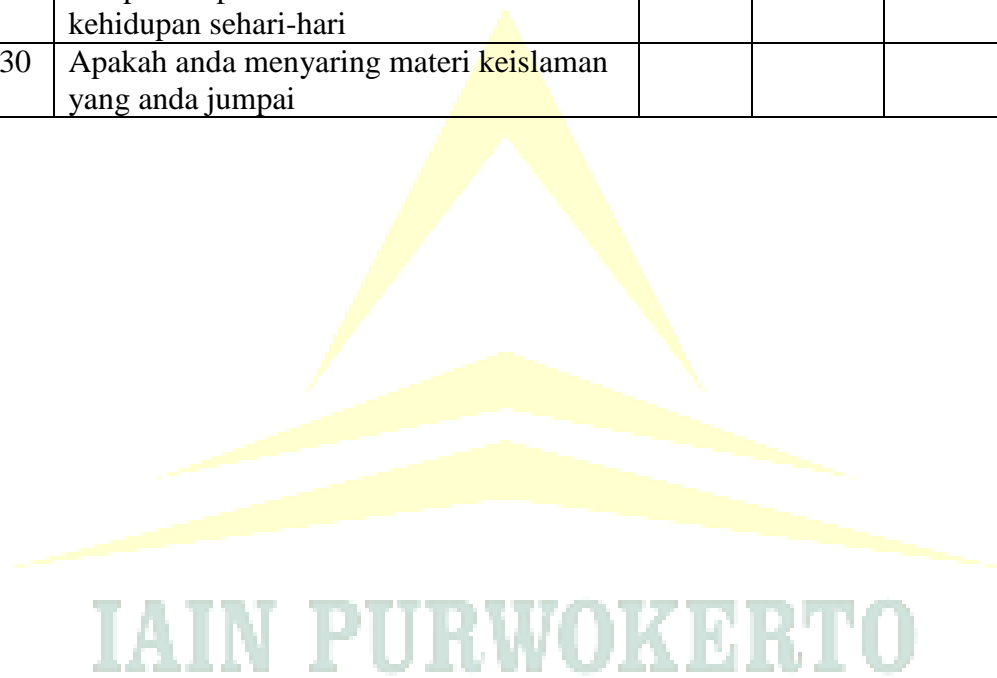 kehidupan sehari-hari
30 Apakah anda menyaring materi keislaman
yang anda jumpai
IAIN PURWOKERTO